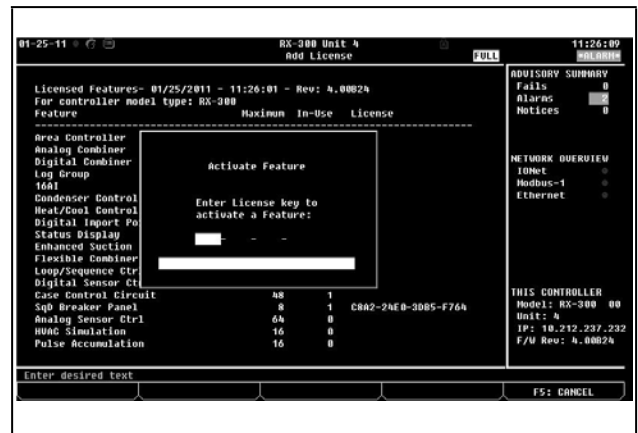 01-25-11 RX-300 Unit 4 11:26:09
Add License FULL *ALARM*
Licensed Features- 01/25/2011 - 11:26:01 - Rev: 4.00B24
For controller model type: RX-300
Feature Maximum In-Use License
Area Controller
Analog Combiner
Digital Combiner
Log Group
16AI
Condenser Control
Heat/Cool Control
Digital Import Po
Status Display
Enhanced Suction
Flexible Combiner
Loop/Sequence Ctr
Digital Sensor Ct
Case Control Circuit 48 1
SqD Breaker Panel 8 1 C8A2-24E0-3DB5-F764
Analog Sensor Ctrl 64 0
HVAC Simulation 16 0
Pulse Accumulation 16 0
Activate Feature
Enter License key to
activate a Feature:
- - -
ADVISORY SUMMARY
Fails 0
Alarms 2
Notices 0
NETWORK OVERVIEW
IONet
Modbus-1
Ethernet
THIS CONTROLLER
Model: RX-300 00
Unit: 4
IP: 10.212.237.232
F/W Rev: 4.00B24
Enter desired text
F5: CANCEL